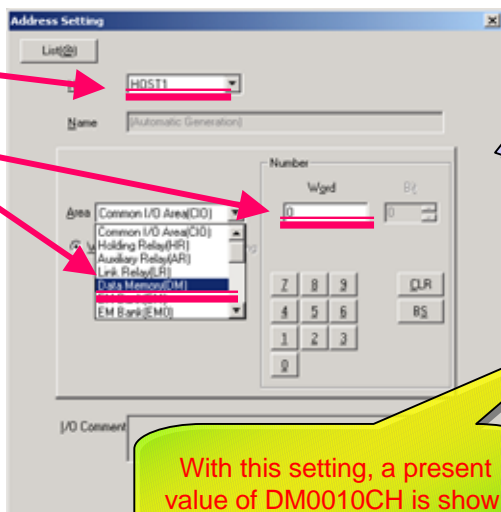 Address Setting
List(@)
HOST1
Name (Automatic Generation)
Number
Word Bit
Area Common I/O Area(CIO) 0 0
Common I/O Area(CIO)
Holding Relay(HR)
Auxiliary Relay(AR)
Link Relay(LR)
Data Memory(DM)
EM Bank(EM0)
7 8 9 CLR
4 5 6 BS
1 2 3
0
I/O Comment
With this setting, a present
value of DM0010CH is show